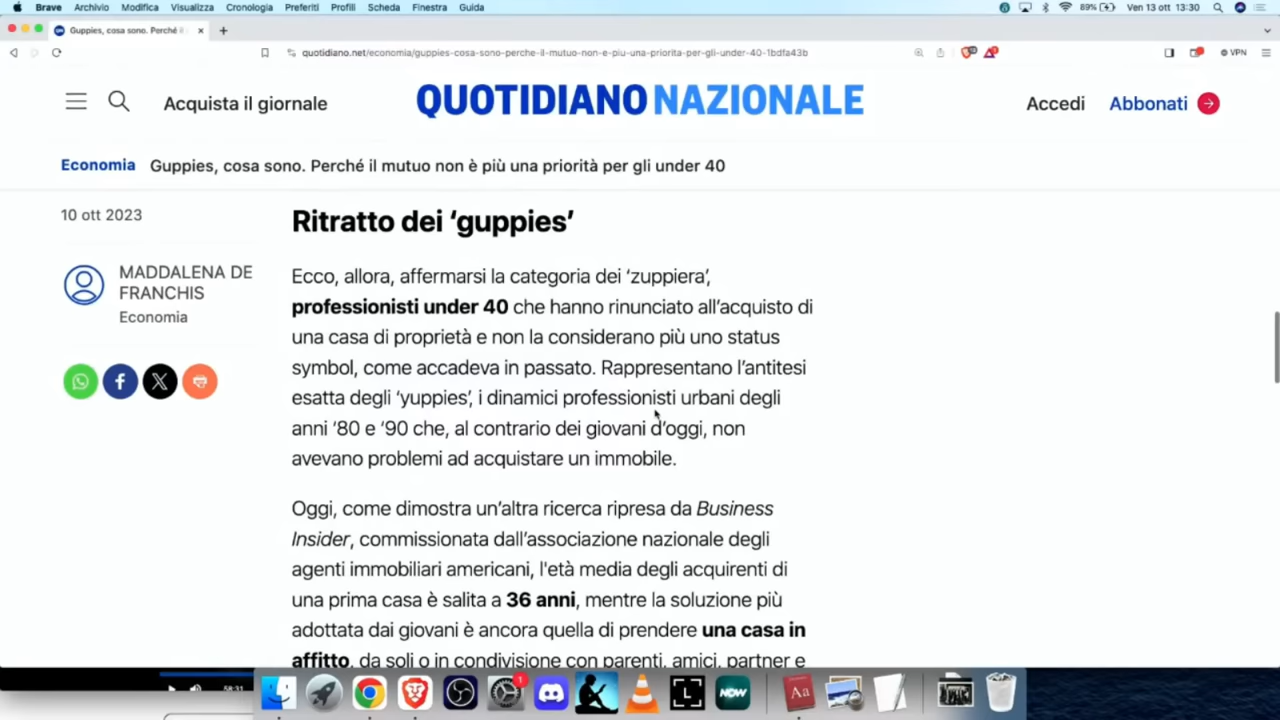 Brave Archivio Modifica Visualizza Cronologia Preferiti Profili Scheda Finestra Guida 89% Ven 13 ott 13:30
Guppies, cosa sono. Perché il
quotidiano.net/economia/guppies-cosa-sono-perche-il-mutuo-non-e-piu-una-priorita-per-gli-under-40-1bdfa43b VPN
Acquista il giornale
QUOTIDIANO NAZIONALE
Accedi
Abbonati
Economia Guppies, cosa sono. Perché il mutuo non è più una priorità per gli under 40
10 ott 2023
MADDALENA DE
FRANCHIS
Economia
Ritratto dei ‘guppies’
Ecco, allora, affermarsi la categoria dei ‘zuppiera’,
professionisti under 40 che hanno rinunciato all’acquisto di
una casa di proprietà e non la considerano più uno status
symbol, come accadeva in passato. Rappresentano l’antitesi
esatta degli ‘yuppies’, i dinamici professionisti urbani degli
anni ‘80 e ‘90 che, al contrario dei giovani d’oggi, non
avevano problemi ad acquistare un immobile.
Oggi, come dimostra un’altra ricerca ripresa da Business
Insider, commissionata dall’associazione nazionale degli
agenti immobiliari americani, l'età media degli acquirenti di
una prima casa è salita a 36 anni, mentre la soluzione più
adottata dai giovani è ancora quella di prendere una casa in
affitto, da soli o in condivisione con parenti, amici, partner e
58:31
1
Aa
L
NOW